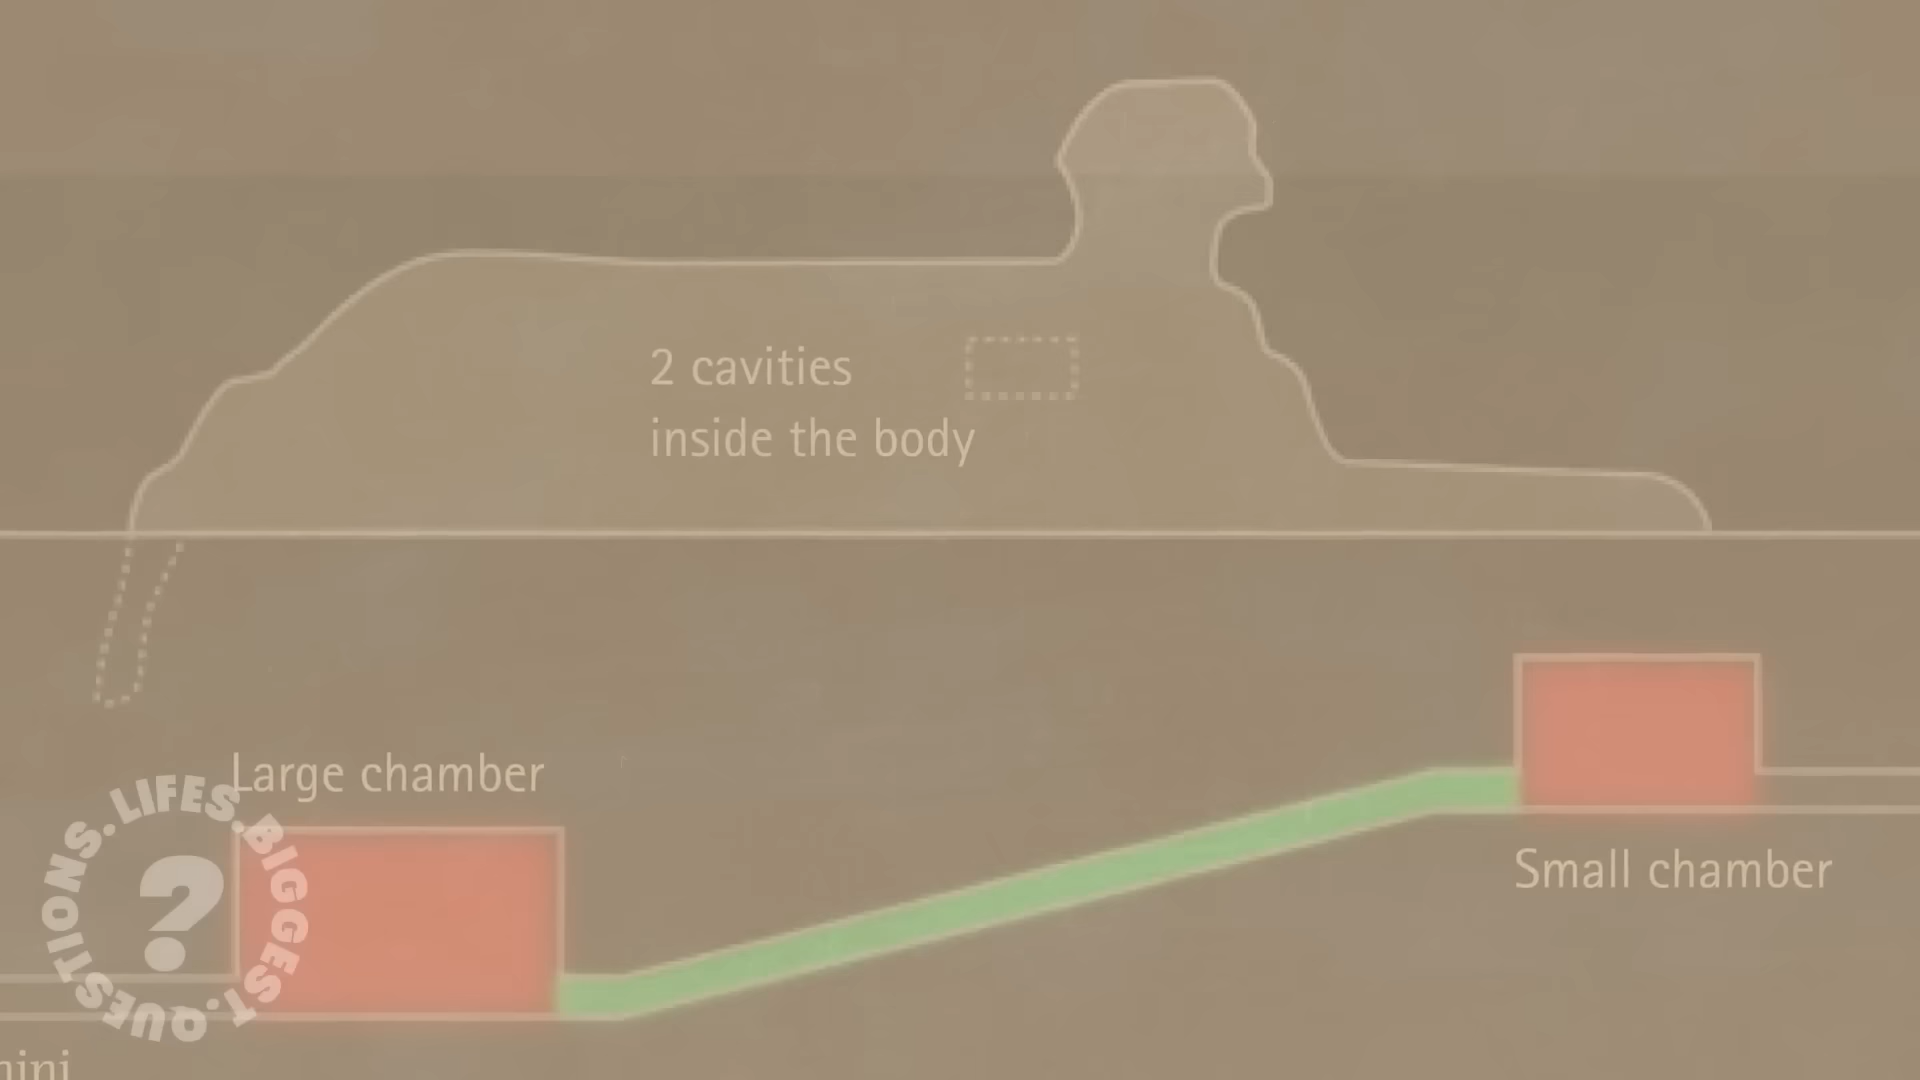 2 cavities
inside the body
Large chamber
Small chamber
LIFES.BIGGEST.QUESTIONS.
?